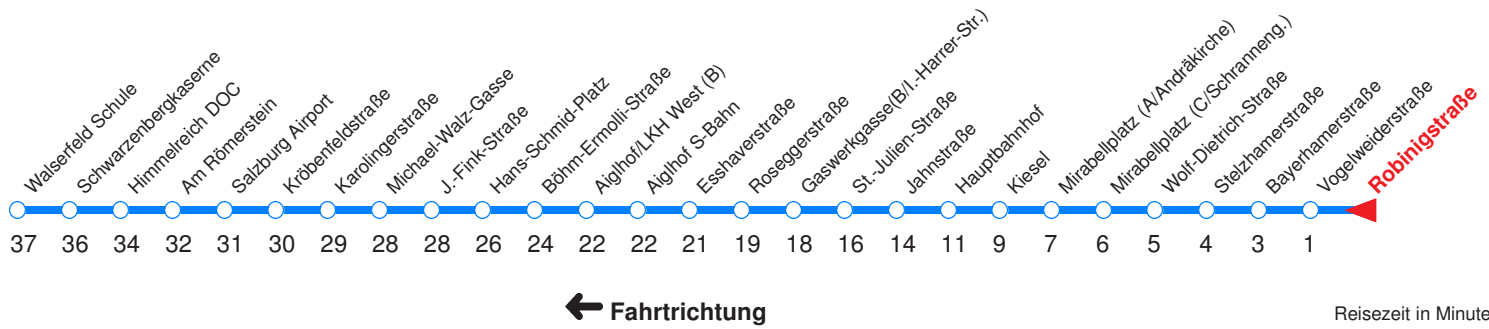 Walserfeld Schule
Schwarzenbergkaserne
Himmelreich DOC
Am Römerstein
Salzburg Airport
Kröbbenfeldstraße
Karolingerstraße
Michael-Walz-Gasse
J.-Fink-Straße
Hans-Schmid-Platz
Böhm-Ermolli-Straße
Aiglhof/LKH West (B)
Aiglhof S-Bahn
Esshaverstraße
Roseggerstraße
Gaswerkgasse(B/I.-Harrer-Str.)
St.-Julien-Straße
Jahnstraße
Hauptbahnhof
Kiesel
Mirabellplatz (A/Andräkirche)
Mirabellplatz (C/Schranneng.)
Wolf-Dietrich-Straße
Stelzhamerstraße
Bayerhamerstraße
Vogelweiderstraße
Robinigstraße
37 36 34 32 31 30 29 28 28 26 24 22 22 21 19 18 16 14 11 9 7 6 5 4 3 1
Fahrtrichtung
Reisezeit in Minute